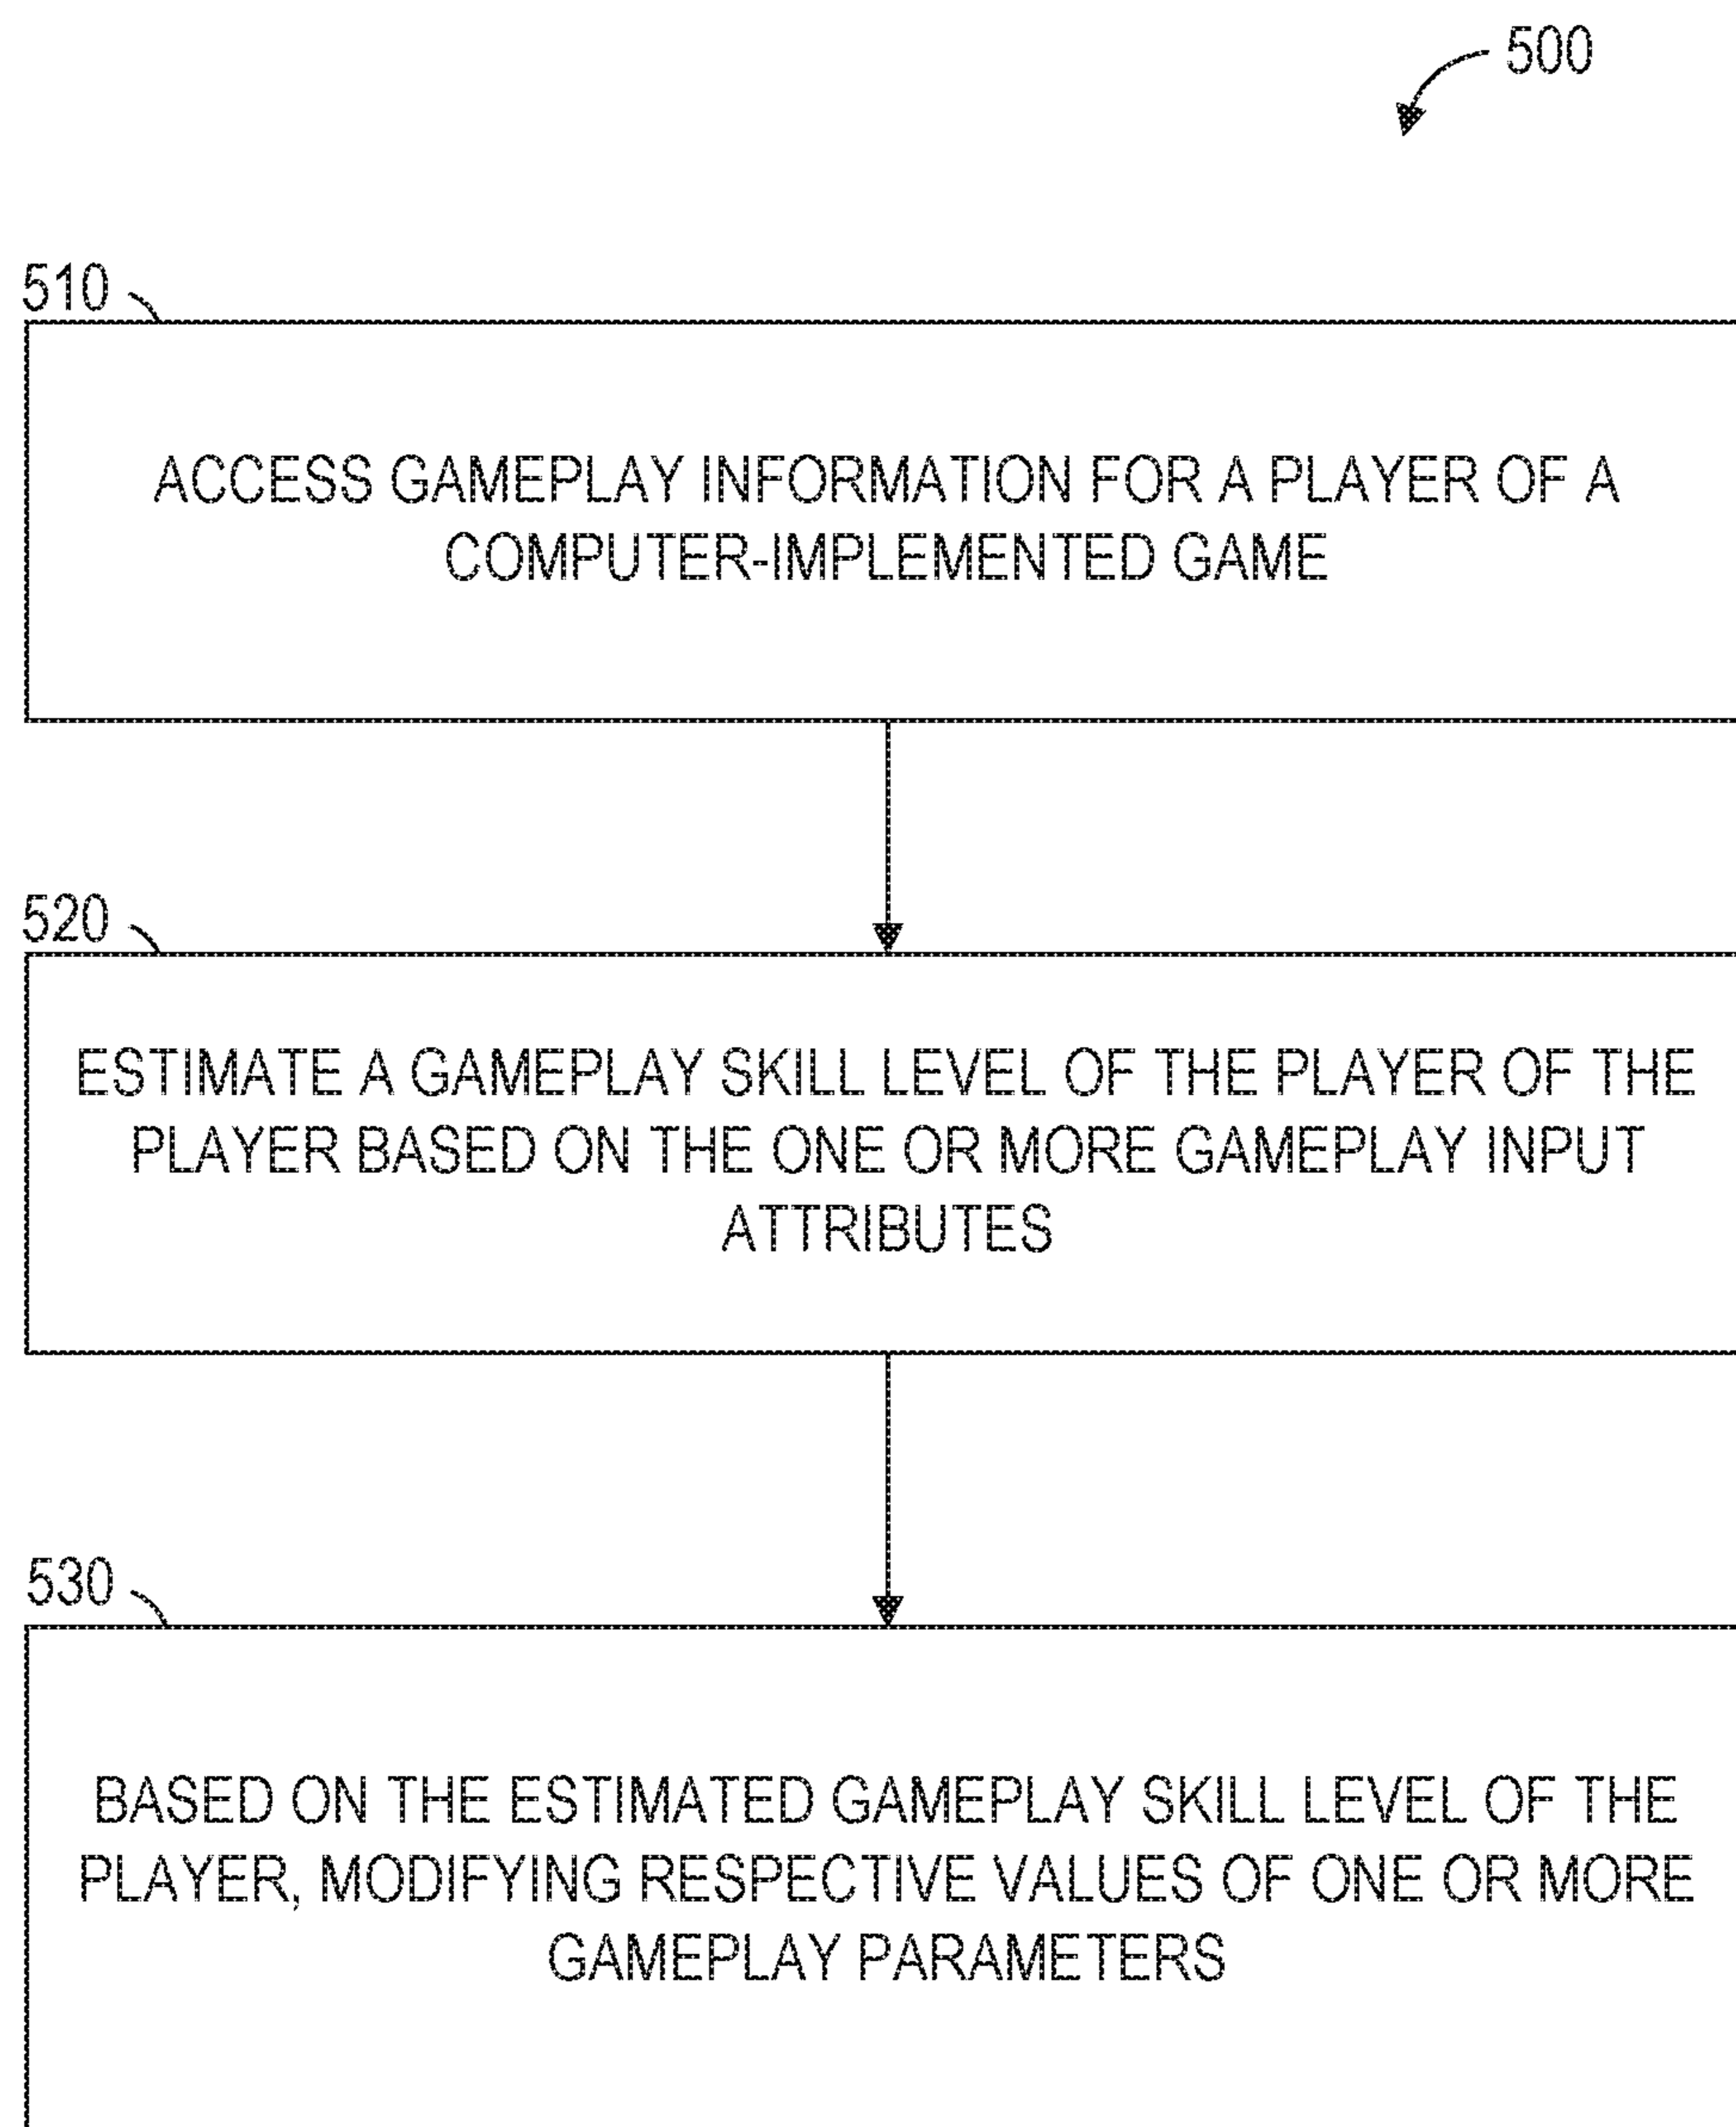 500
510
ACCESS GAMEPLAY INFORMATION FOR A PLAYER OF A
COMPUTER-IMPLEMENTED GAME
520
ESTIMATE A GAMEPLAY SKILL LEVEL OF THE PLAYER OF THE
PLAYER BASED ON THE ONE OR MORE GAMEPLAY INPUT
ATTRIBUTES
530
BASED ON THE ESTIMATED GAMEPLAY SKILL LEVEL OF THE
PLAYER, MODIFYING RESPECTIVE VALUES OF ONE OR MORE
GAMEPLAY PARAMETERS